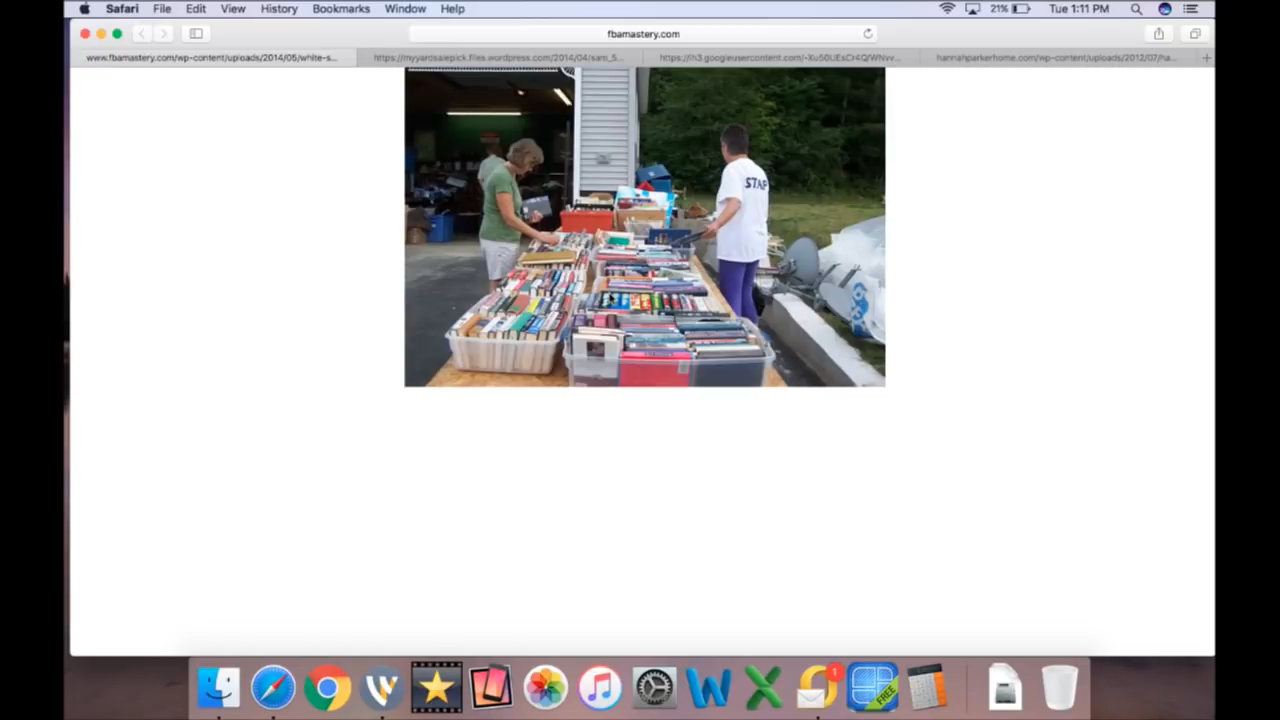 Safari File Edit View History Bookmarks Window Help 21% Tue 1:11 PM
fbamastery.com
www.fbamastery.com/wp-content/uploads/2014/05/white-s... https://myyardsalepick.files.wordpress.com/2014/04/sam_5... hannahparkerhome.com/wp-content/uploads/2012/07/ha...
STAF
1
FREE